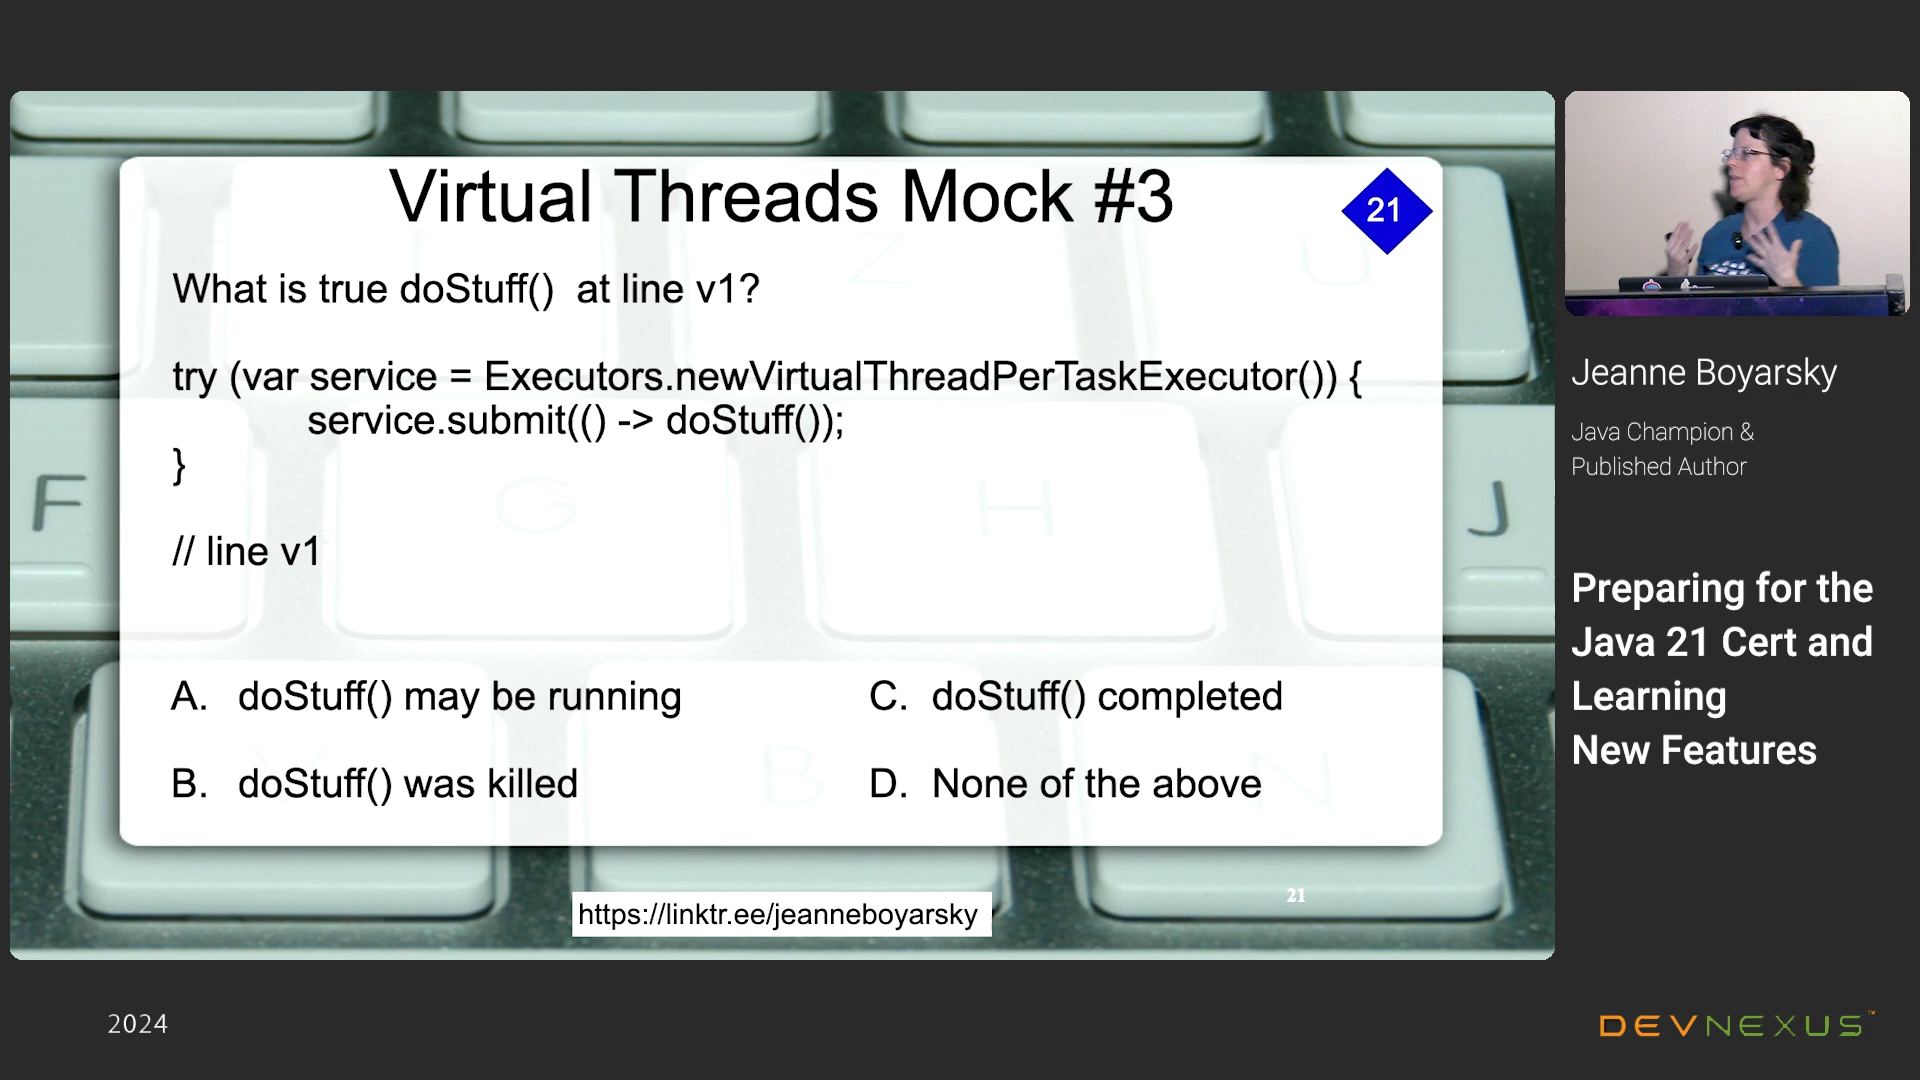 Virtual Threads Mock #3
21
What is true doStuff()  at line v1?
try (var service = Executors.newVirtualThreadPerTaskExecutor()) {
service.submit(() -> doStuff());
}
// line v1
A. doStuff() may be running
B. doStuff() was killed
C. doStuff() completed
D. None of the above
F
G
H
J
T
Z
U
V
B
N
21
https://linktr.ee/jeanneboyarsky
Jeanne Boyarsky
Java Champion &
Published Author
Preparing for the
Java 21 Cert and
Learning
New Features
2024
DEVNEXUS™